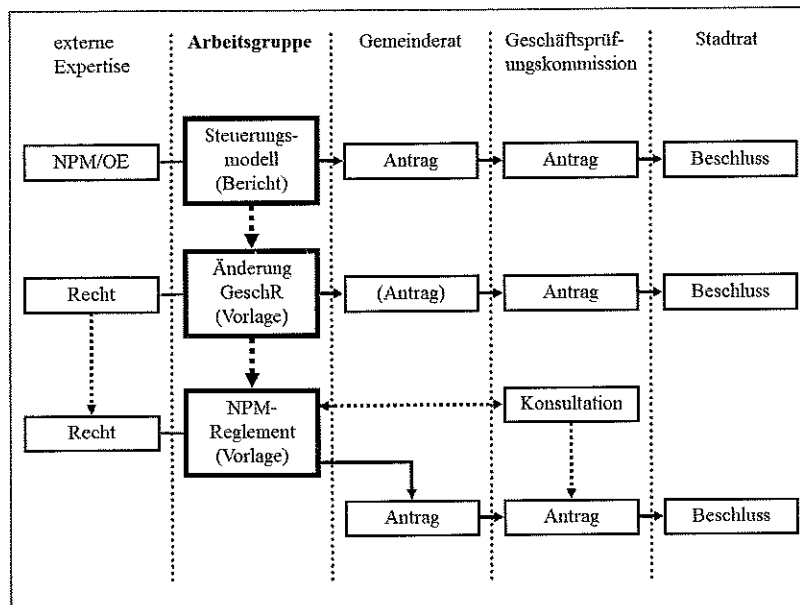 externe
Expertise
Arbeitsgruppe
Gemeinderat
Geschäftsprüf-
ungskommission
Stadtrat
NPM/OE
Steuerungs-
modell
(Bericht)
Antrag
Antrag
Beschluss
Recht
Änderung
GeschR
(Vorlage)
(Antrag)
Antrag
Beschluss
Recht
NPM-
Reglement
(Vorlage)
Konsultation
Antrag
Antrag
Beschluss